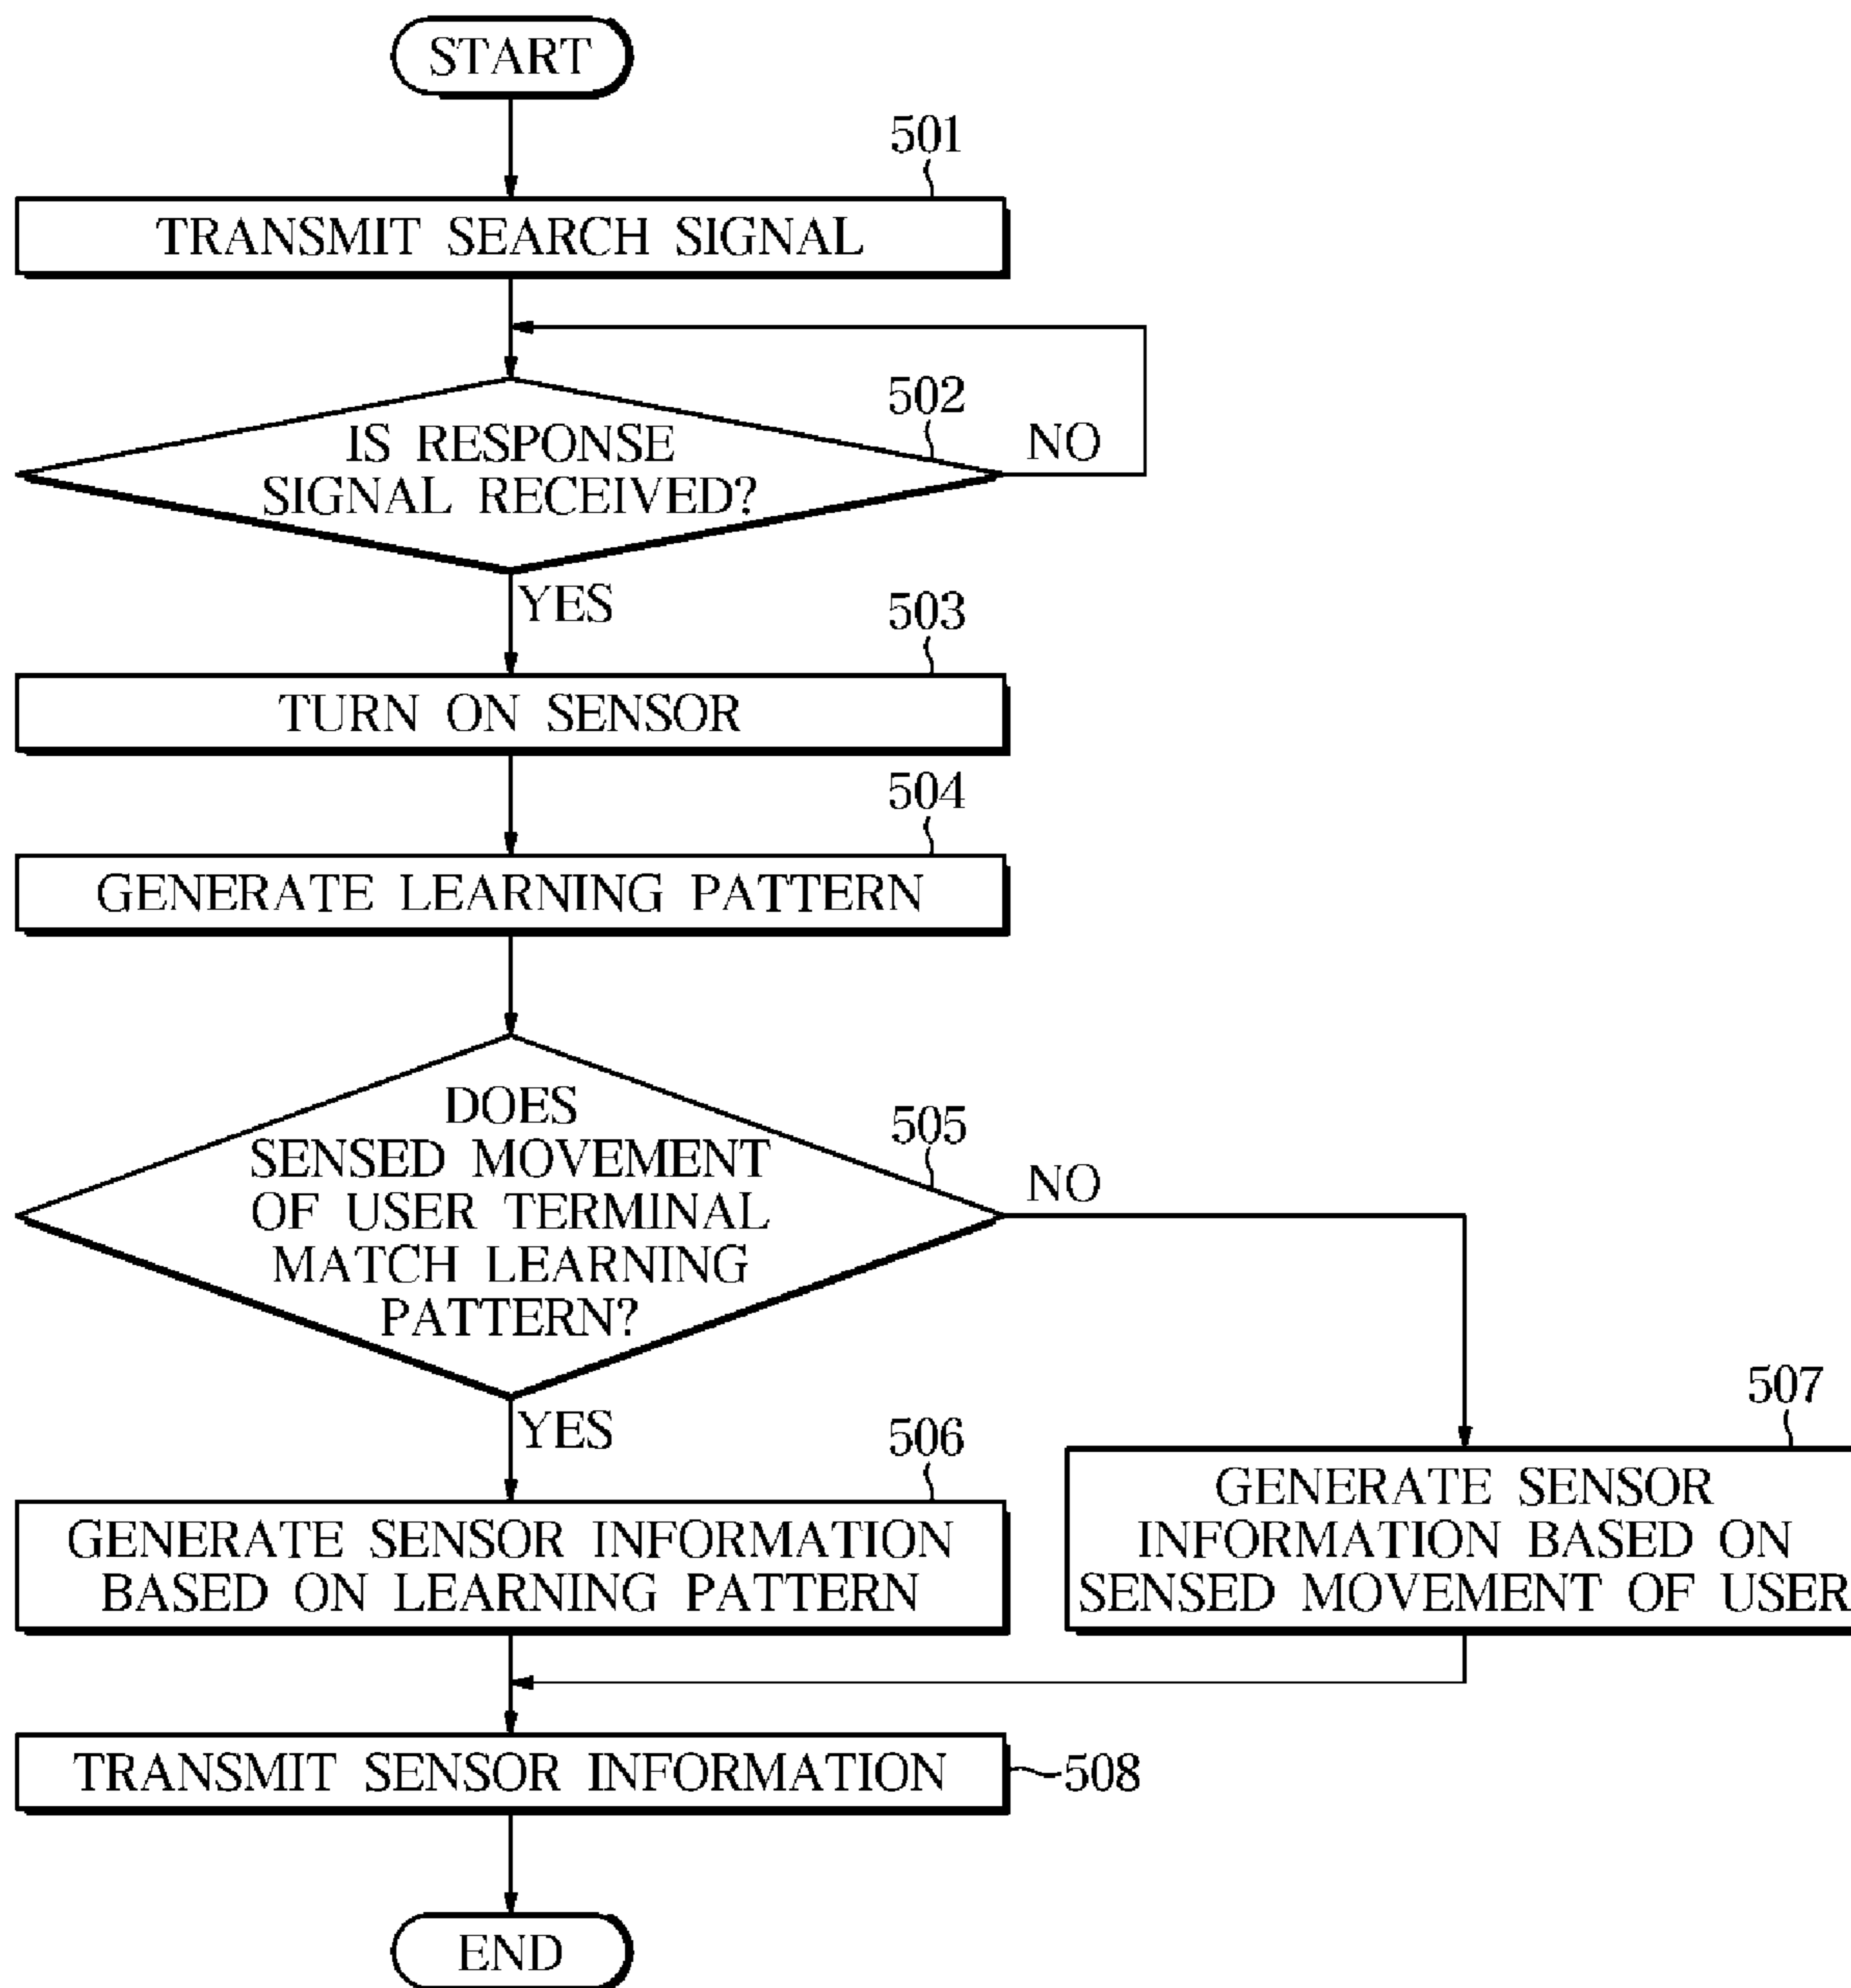 START
501
TRANSMIT SEARCH SIGNAL
502
IS RESPONSE
SIGNAL RECEIVED?
NO
YES
503
TURN ON SENSOR
504
GENERATE LEARNING PATTERN
505
DOES
SENSED MOVEMENT
OF USER TERMINAL
MATCH LEARNING
PATTERN?
NO
YES
506
GENERATE SENSOR INFORMATION
BASED ON LEARNING PATTERN
507
GENERATE SENSOR
INFORMATION BASED ON
SENSED MOVEMENT OF USER
TRANSMIT SENSOR INFORMATION
508
END